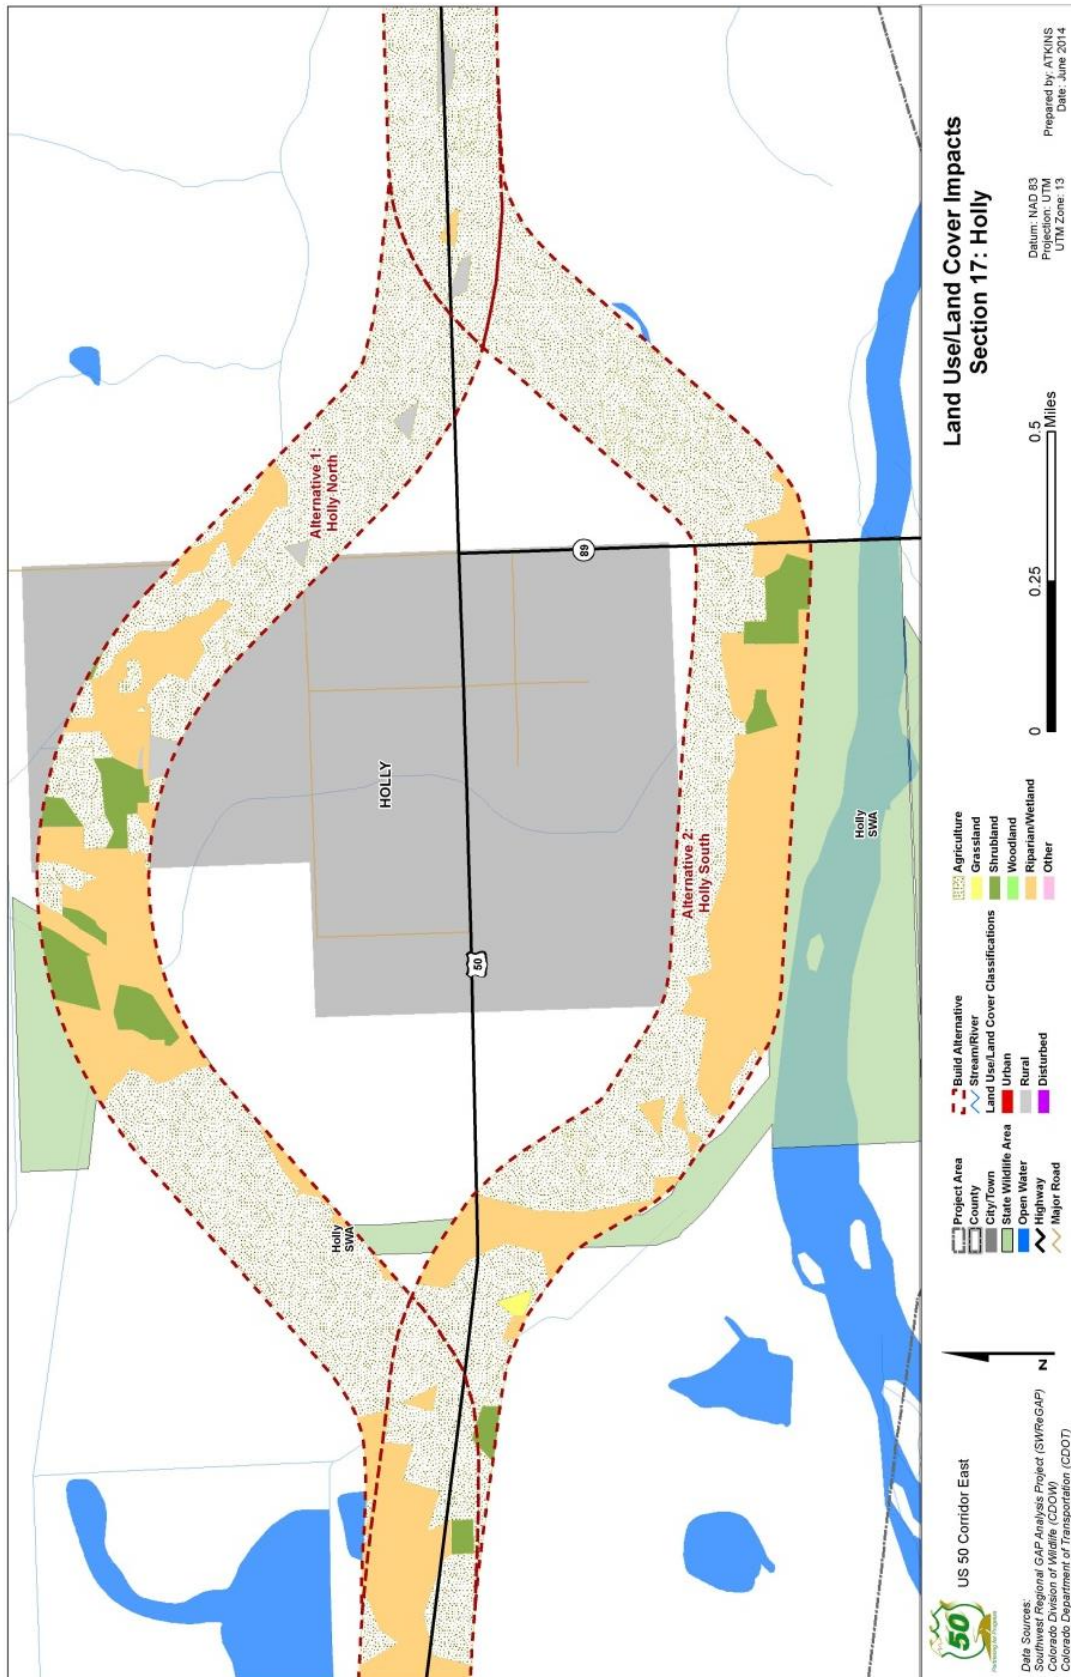 Alternative 1:
Holly North
HOLLY
Holly
SWA
50
89
Alternative 2:
Holly South
Holly
SWA
50
US 50 Corridor East
Data Sources:
Southwest Regional GAP Analysis Project (SWReGAP)
Colorado Division of Wildlife (CDOW)
Colorado Department of Transportation (CDOT)
N
Project Area
County
City/Town
State Wildlife Area
Open Water
Highway
Major Road
Build Alternative
Stream/River
Land Use/Land Cover Classifications
Urban
Rural
Disturbed
Agriculture
Grassland
Shrubland
Woodland
Riparian/Wetland
Other
0
0.25
0.5
Miles
Land Use/Land Cover Impacts
Section 17: Holly
Datum: NAD 83
Projection: UTM
UTM Zone: 13
Prepared by: ATKINS
Date: June 2014